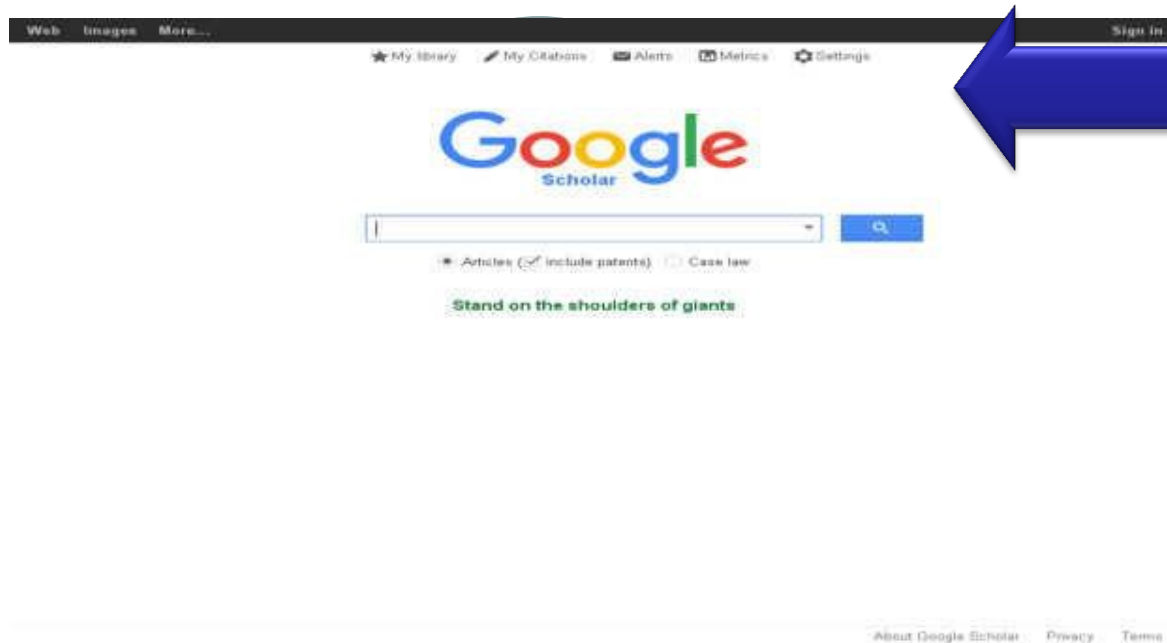 Web Images More... Sign in
My library My Citations Alerts Metrics Settings
Google
Scholar
Articles (include patents) Case law
Stand on the shoulders of giants
About Google Scholar Privacy Terms